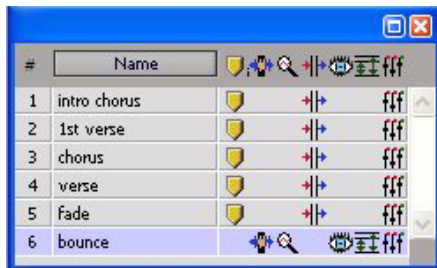 # Name
1 intro chorus
2 1st verse
3 chorus
4 verse
5 fade
6 bounce